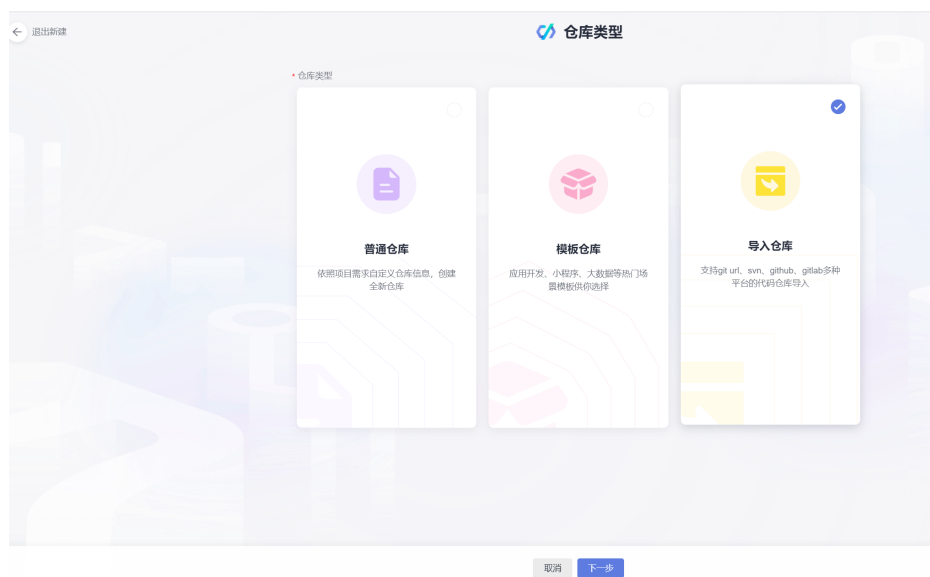 退出新建
仓库类型
* 仓库类型
普通仓库
依照项目需求自定义仓库信息，创建
全新仓库
模板仓库
应用开发、小程序、大数据等热门场
景模板供你选择
导入仓库
支持git url、svn、github、gitlab多种
平台的代码仓库导入
取消
下一步